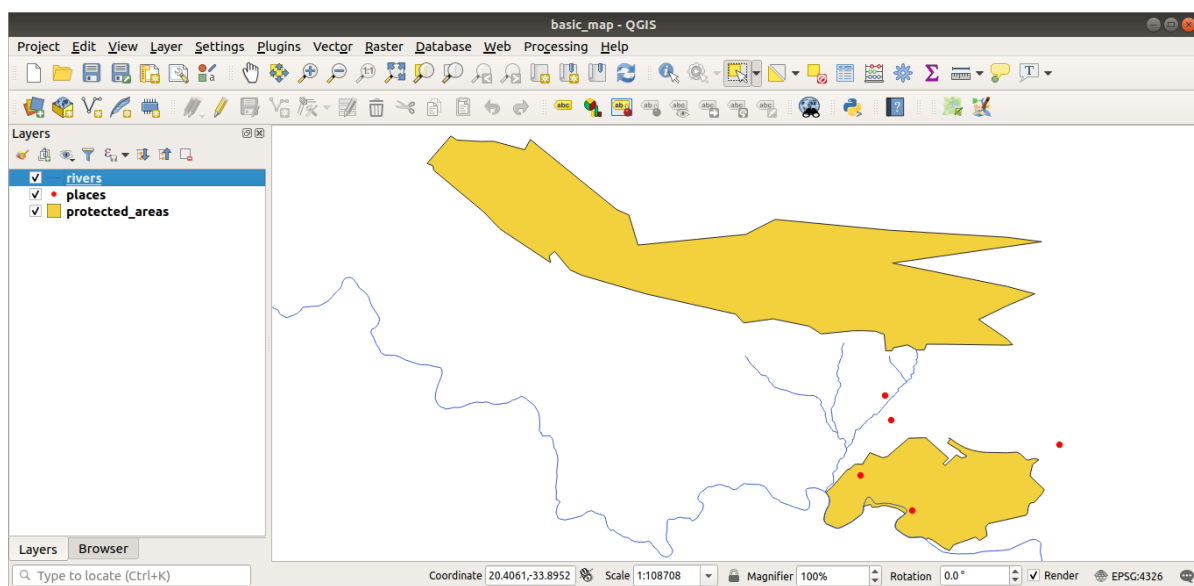 basic_map - QGIS
Project Edit View Layer Settings Plugins Vector Raster Database Web Processing Help
Layers
rivers
places
protected_areas
Layers Browser
Type to locate (Ctrl+K) Coordinate 20.4061,-33.8952 Scale 1:108708 Magnifier 100% Rotation 0.0 ° Render EPSG:4326